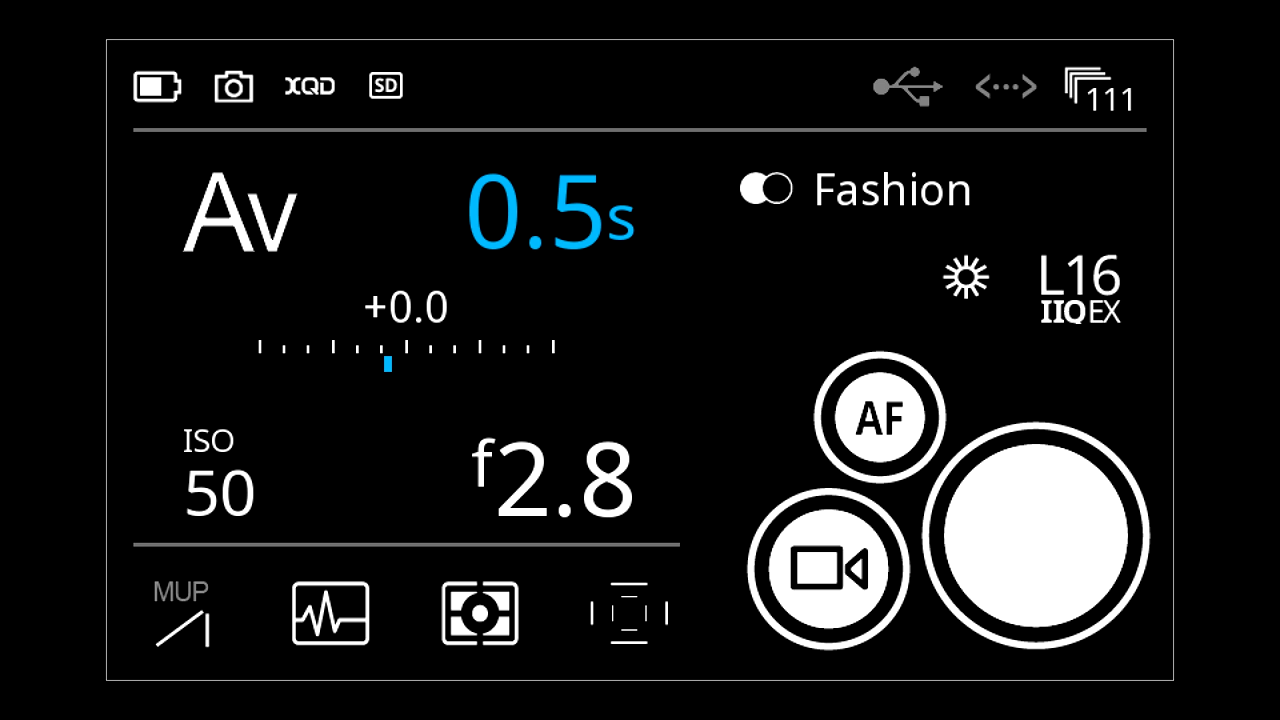 XQD SD 111
Av 0.5s Fashion
L16
+0.0 IIQ EX
AF
ISO
50 f2.8
MUP